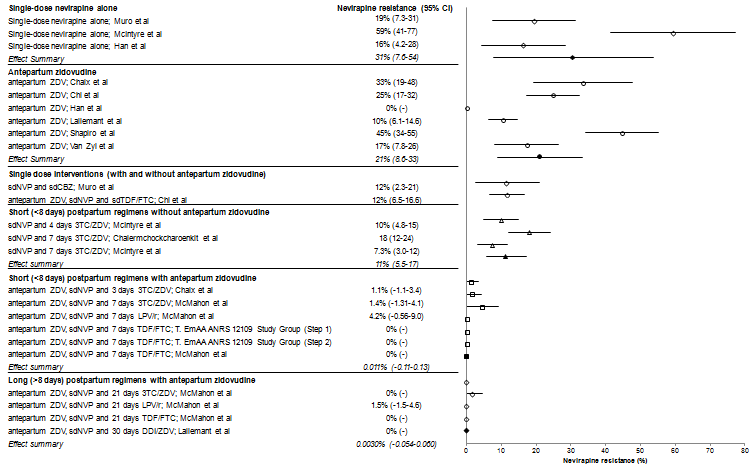 Single-dose nevirapine alone Nevirapine resistance (95% CI)
Single-dose nevirapine alone; Muro et al 19% (7.3-31)
Single-dose nevirapine alone; McIntyre et al 59% (41-77)
Single-dose nevirapine alone; Han et al 16% (4.2-28)
Effect Summary 31% (7.6-54)
Antepartum zidovudine
antepartum ZDV; Chaix et al 33% (19-48)
antepartum ZDV; Chi et al 25% (17-32)
antepartum ZDV; Han et al 0% (-)
antepartum ZDV; Lallemant et al 10% (6.1-14.6)
antepartum ZDV; Shapiro et al 45% (34-55)
antepartum ZDV; Van Zyl et al 17% (7.8-26)
Effect Summary 21% (8.6-33)
Single dose interventions (with and without antepartum zidovudine)
sdNVP and sdCBZ; Muro et al 12% (2.3-21)
antepartum ZDV, sdNVP and sdTDF/FTC; Chi et al 12% (6.5-16.6)
Short (<8 days) postpartum regimens without antepartum zidovudine
sdNVP and 4 days 3TC/ZDV; McIntyre et al 10% (4.8-15)
sdNVP and 7 days 3TC/ZDV; Chalermchockcharoenkit et al 18 (12-24)
sdNVP and 7 days 3TC/ZDV; McIntyre et al 7.3% (3.0-12)
Effect summary 11% (5.5-17)
Short (<8 days) postpartum regimens with antepartum zidovudine
antepartum ZDV, sdNVP and 3 days 3TC/ZDV; Chaix et al 1.1% (-1.1-3.4)
antepartum ZDV, sdNVP and 7 days 3TC/ZDV; McMahon et al 1.4% (-1.31-4.1)
antepartum ZDV, sdNVP and 7 days LPV/r; McMahon et al 4.2% (-0.56-9.0)
antepartum ZDV, sdNVP and 7 days TDF/FTC; T. EmAA ANRS 12109 Study Group (Step 1) 0% (-)
antepartum ZDV, sdNVP and 7 days TDF/FTC; T. EmAA ANRS 12109 Study Group (Step 2) 0% (-)
antepartum ZDV, sdNVP and 7 days TDF/FTC; McMahon et al 0% (-)
Effect summary 0.011% (-0.11-0.13)
Long (>8 days) postpartum regimens with antepartum zidovudine
antepartum ZDV, sdNVP and 21 days 3TC/ZDV; McMahon et al 0% (-)
antepartum ZDV, sdNVP and 21 days LPV/r; McMahon et al 1.5% (-1.5-4.6)
antepartum ZDV, sdNVP and 21 days TDF/FTC; McMahon et al 0% (-)
antepartum ZDV, sdNVP and 30 days DDI/ZDV; Lallemant et al 0% (-)
Effect summary 0.0030% (-0.054-0.060)
0 10 20 30 40 50 60 70 80
Nevirapine resistance (%)